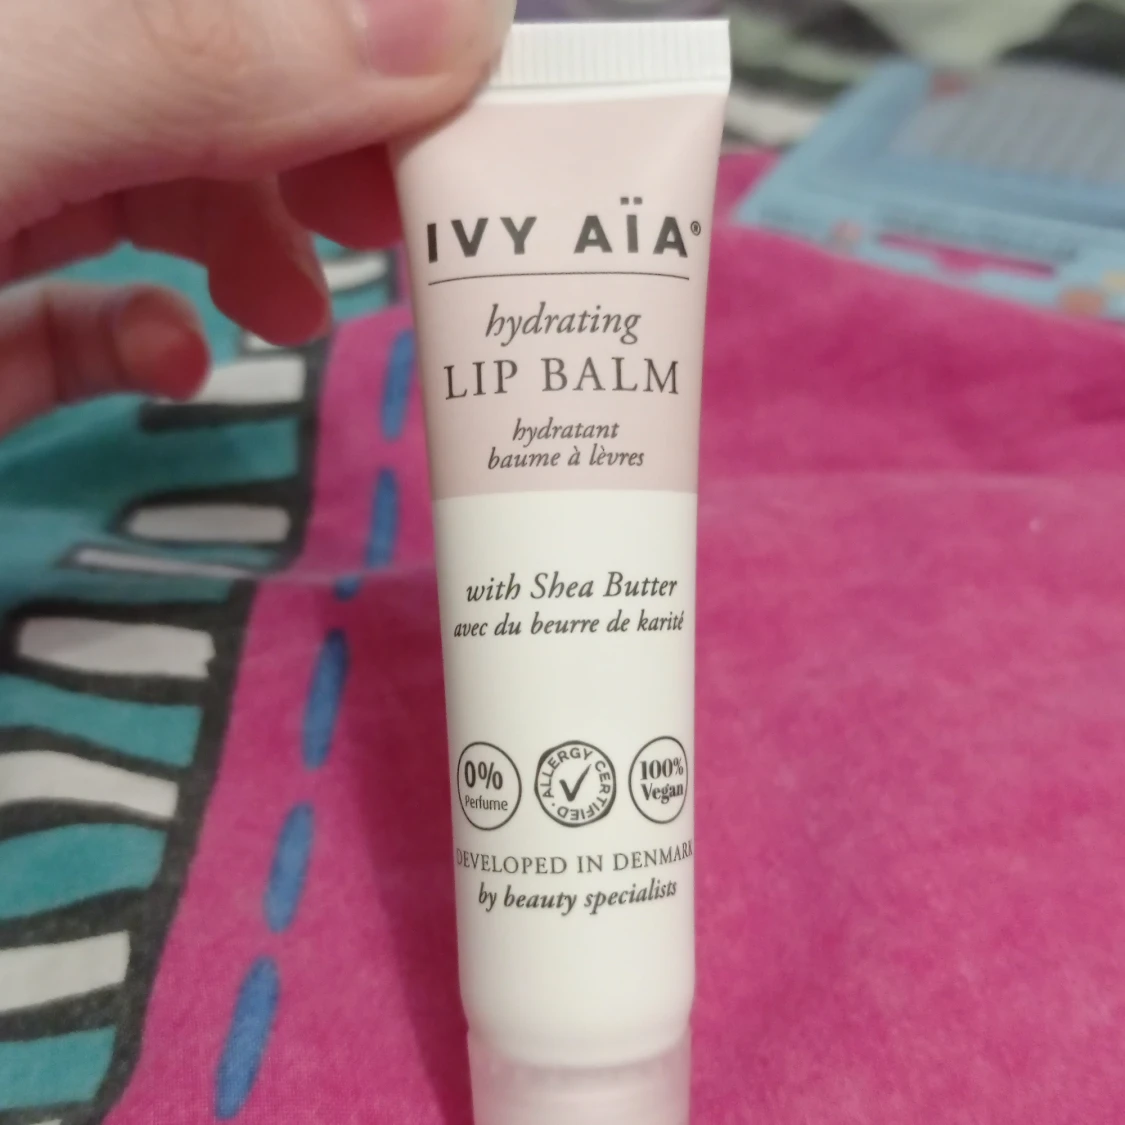 IVY AÏA®
hydrating
LIP BALM
hydratant
baume à lèvres
with Shea Butter
avec du beurre de karité
0%
Perfume
ALLERGY CERTIFIED
100%
Vegan
DEVELOPED IN DENMARK
by beauty specialists